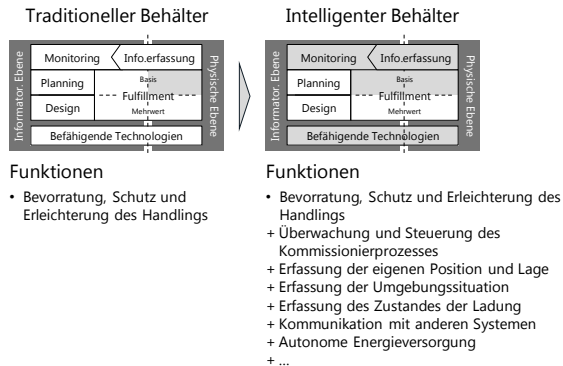 Traditioneller Behälter
Informator. Ebene
Monitoring
Info.erfassung
Planning
Basis
Fulfillment
Design
Mehrwert
Befähigende Technologien
Physische Ebene
Funktionen
• Bevorratung, Schutz und
Erleichterung des Handlings
Intelligenter Behälter
Informator. Ebene
Monitoring
Info.erfassung
Planning
Basis
Fulfillment
Design
Mehrwert
Befähigende Technologien
Physische Ebene
Funktionen
• Bevorratung, Schutz und Erleichterung des
Handlings
+ Überwachung und Steuerung des
Kommissionierprozesses
+ Erfassung der eigenen Position und Lage
+ Erfassung der Umgebungssituation
+ Erfassung des Zustandes der Ladung
+ Kommunikation mit anderen Systemen
+ Autonome Energieversorgung
+ ...